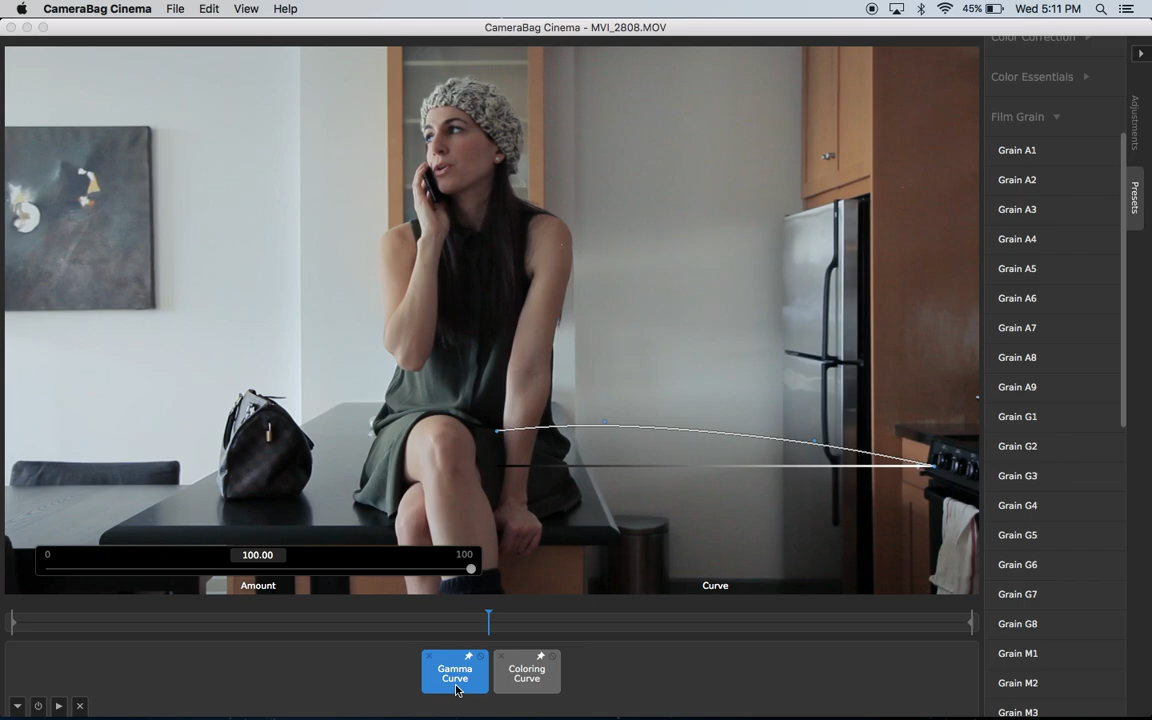 CameraBag Cinema File Edit View Help 45% Wed 5:11 PM
CameraBag Cinema - MVI_2808.MOV
Color Correction
Color Essentials
Film Grain
Grain A1
Grain A2
Grain A3
Grain A4
Grain A5
Grain A6
Grain A7
Grain A8
Grain A9
Grain G1
Grain G2
Grain G3
Grain G4
Grain G5
Grain G6
Grain G7
Grain G8
Grain M1
Grain M2
Grain M3
Adjustments
Presets
0 100.00 100
Amount
Curve
Gamma
Curve
Coloring
Curve